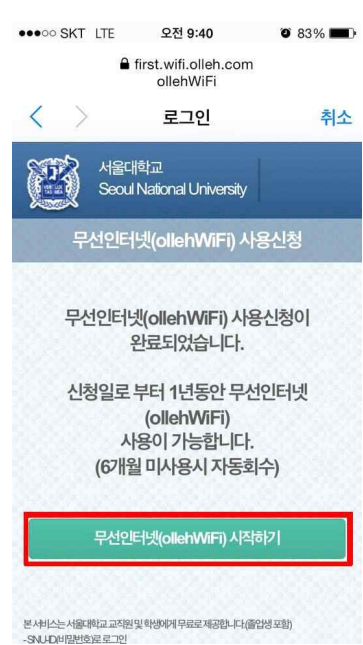 SKT LTE 오전 9:40 83%
first.wifi.olleh.com
ollehWiFi
로그인 취소
서울대학교
Seoul National University
무선인터넷(ollehWiFi) 사용신청
무선인터넷(ollehWiFi) 사용신청이
완료되었습니다.
신청일로 부터 1년동안 무선인터넷
(ollehWiFi)
사용이 가능합니다.
(6개월 미사용시 자동회수)
무선인터넷(ollehWiFi) 시작하기
본 서비스는 서울대학교 교직원 및 학생에게 무료로 제공합니다.(졸업생 포함)
- SNU-ID(비밀번호)로 로그인